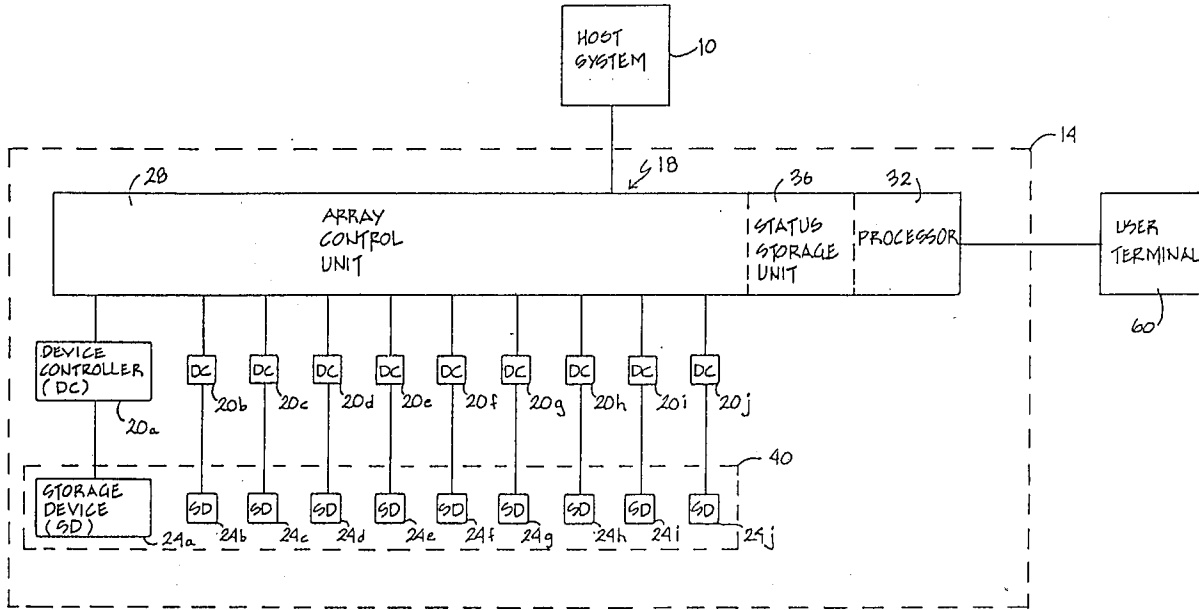 HOST
SYSTEM
10
14
18
28
36
32
ARRAY
CONTROL
UNIT
STATUS
STORAGE
UNIT
PROCESSOR
USER
TERMINAL
60
DEVICE
CONTROLLER
(DC)
20a
DC DC DC DC DC DC DC DC DC
20b 20c 20d 20e 20f 20g 20h 20i 20j
40
STORAGE
DEVICE
(SD)
24a
SD SD SD SD SD SD SD SD SD
24b 24c 24d 24e 24f 24g 24h 24i 24j